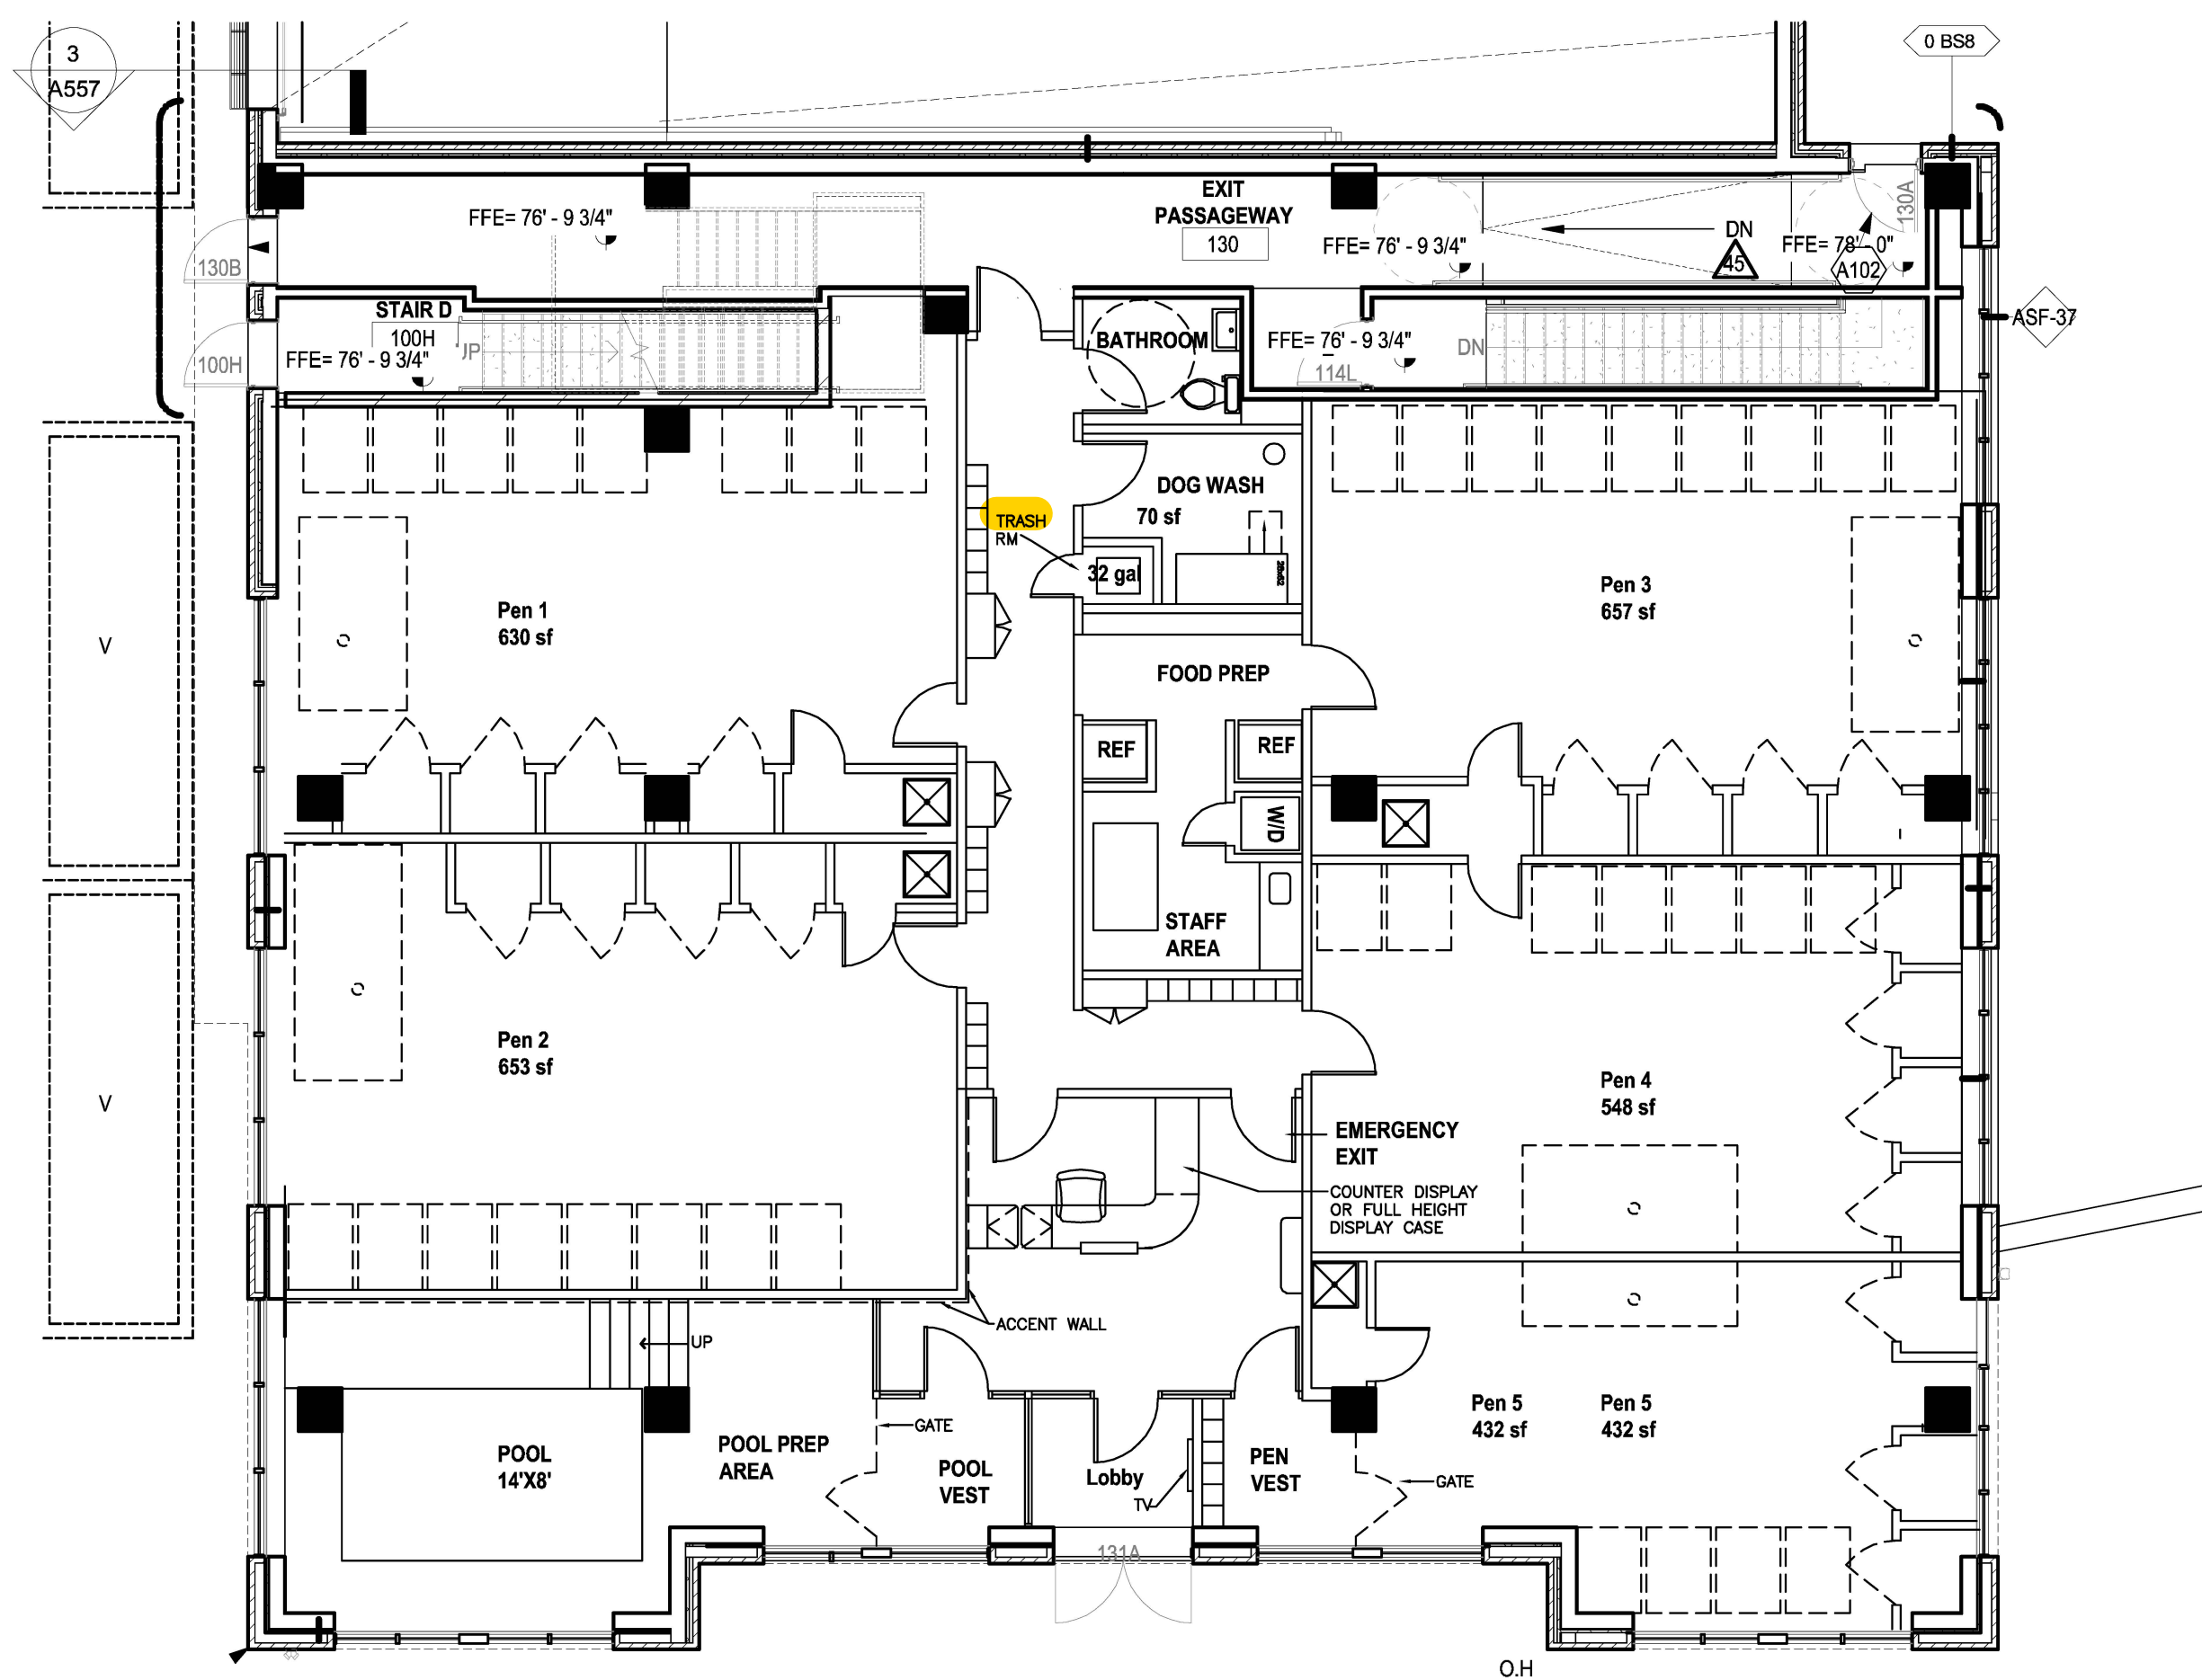 3
A557
0 BS8
EXIT
PASSAGEWAY
130
FFE= 76' - 9 3/4"
FFE= 76' - 9 3/4"
DN
45
FFE= 78' - 0"
A102
130A
130B
STAIR D
100H
UP
FFE= 76' - 9 3/4"
100H
BATHROOM
FFE= 76' - 9 3/4"
114L
DN
ASF-37
DOG WASH
70 sf
TRASH
RM
32 gal
28x62
Pen 1
630 sf
Pen 3
657 sf
V
FOOD PREP
REF
REF
W/D
STAFF
AREA
Pen 2
653 sf
V
Pen 4
548 sf
EMERGENCY
EXIT
COUNTER DISPLAY
OR FULL HEIGHT
DISPLAY CASE
ACCENT WALL
UP
GATE
POOL
14'X8'
POOL PREP
AREA
POOL
VEST
Lobby
TV
PEN
VEST
GATE
Pen 5
432 sf
Pen 5
432 sf
131A
O.H